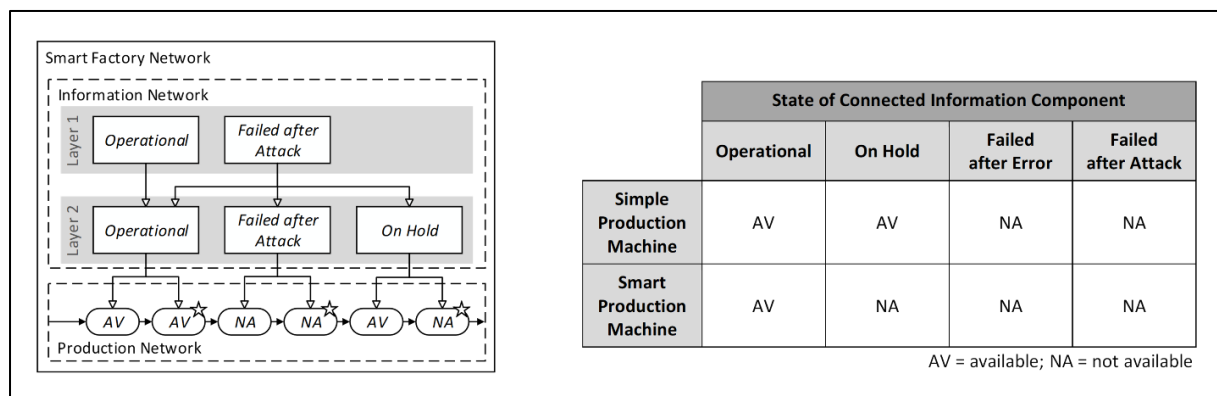 Smart Factory Network
Information Network
Layer 1
Operational
Failed after
Attack
Layer 2
Operational
Failed after
Attack
On Hold
AV
AV
NA
NA
AV
NA
Production Network
State of Connected Information Component
Operational
On Hold
Failed
after Error
Failed
after Attack
Simple
Production
Machine
AV
AV
NA
NA
Smart
Production
Machine
AV
NA
NA
NA
AV = available; NA = not available